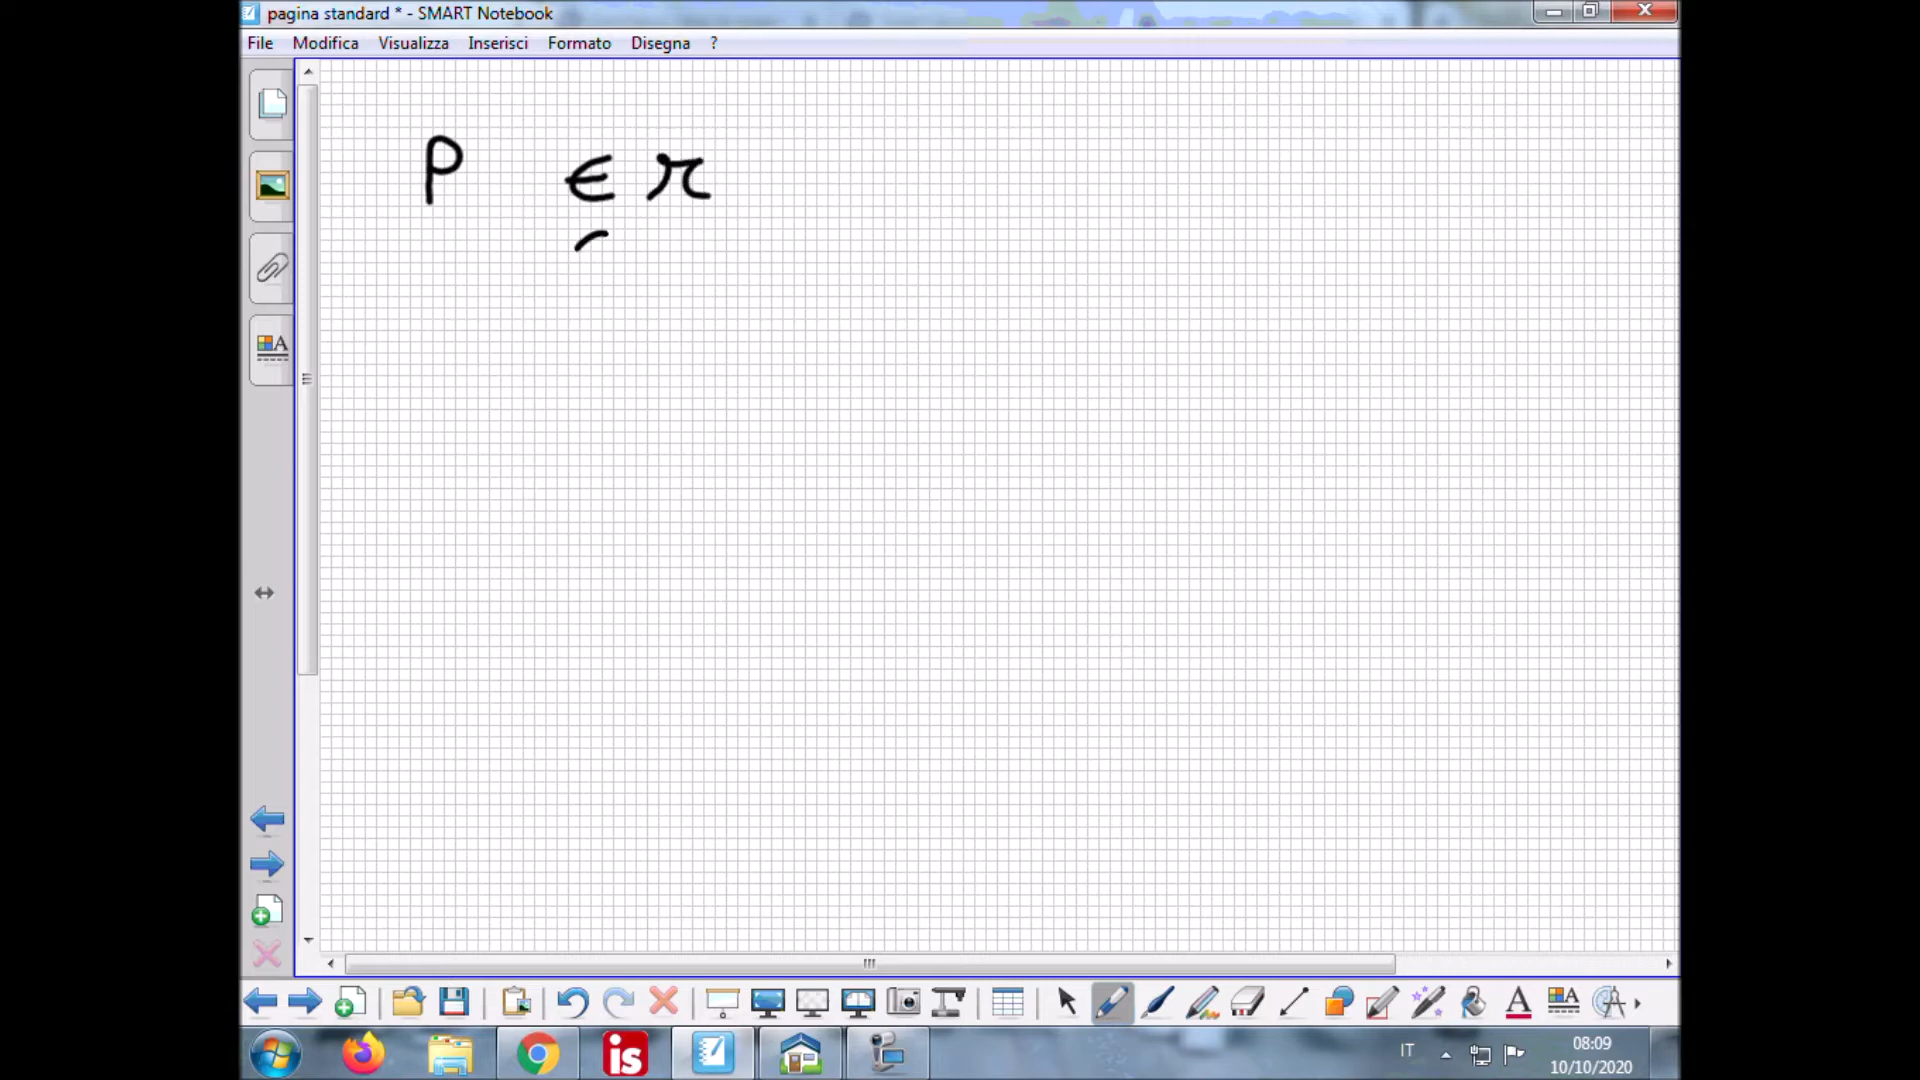 pagina standard * - SMART Notebook
File Modifica Visualizza Inserisci Formato Disegna ?
P ∈ r
IT
08:09
10/10/2020